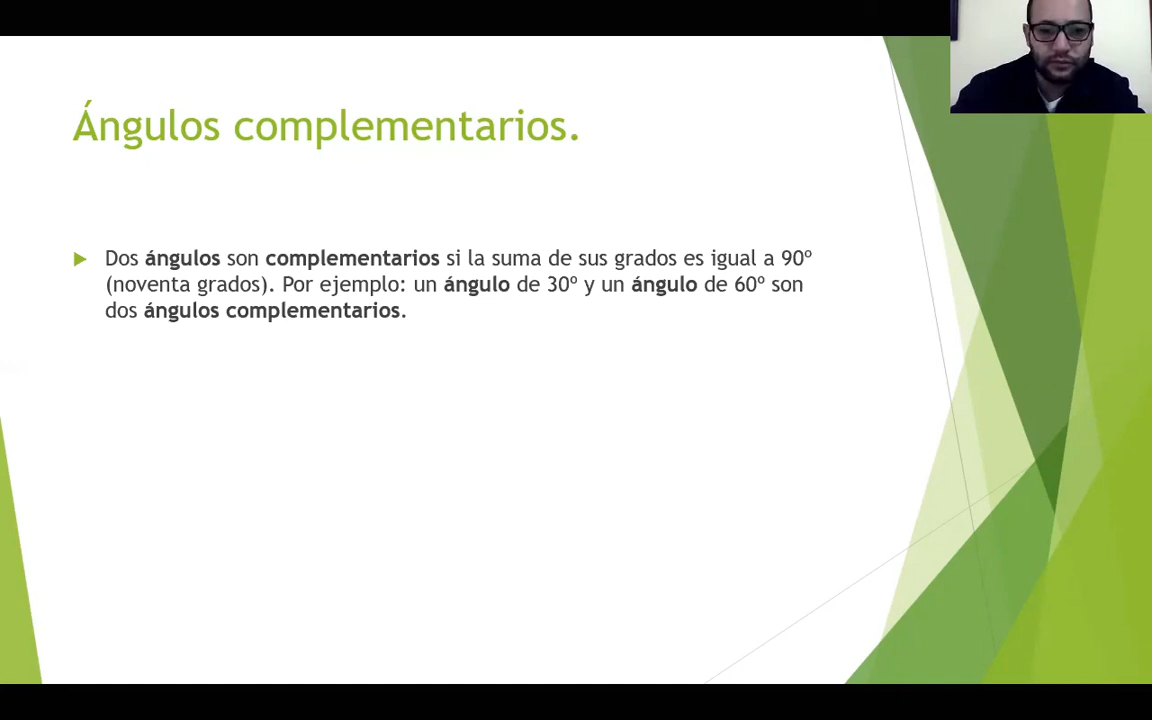 Ángulos complementarios.
Dos ángulos son complementarios si la suma de sus grados es igual a 90º
(noventa grados). Por ejemplo: un ángulo de 30º y un ángulo de 60º son
dos ángulos complementarios.